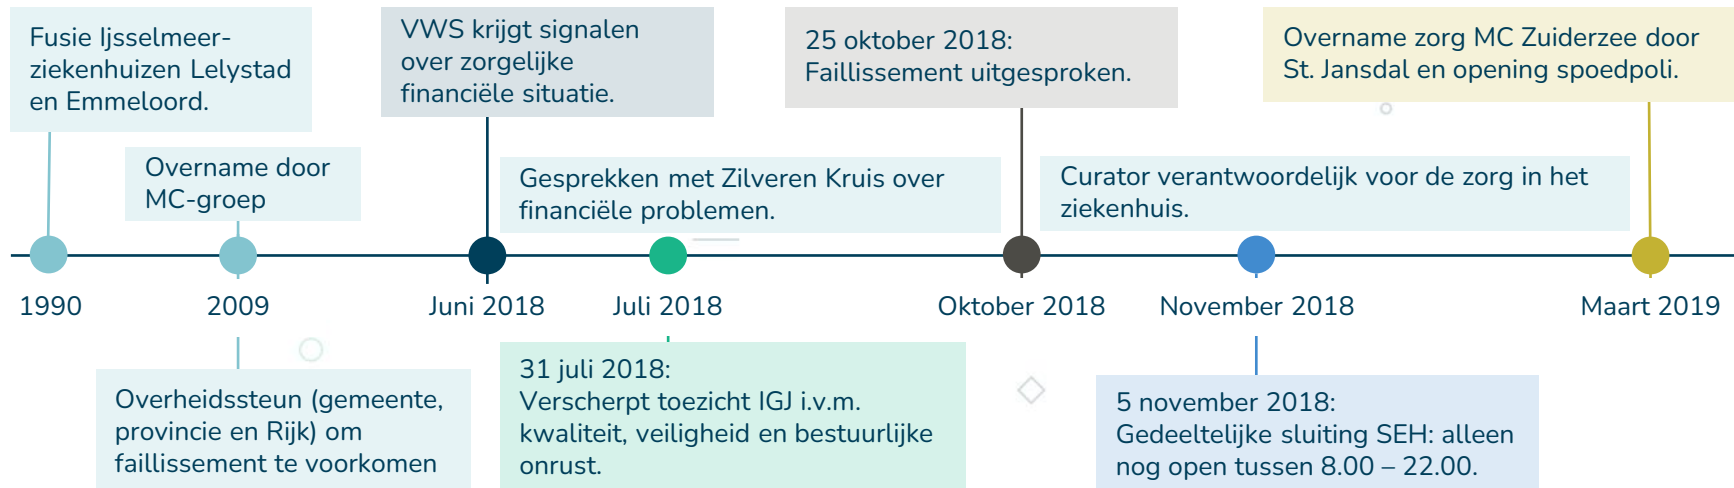 Fusie Ijsselmeer-
ziekenhuizen Lelystad
en Emmeloord.
VWS krijgt signalen
over zorgelijke
financiële situatie.
25 oktober 2018:
Faillissement uitgesproken.
Overname zorg MC Zuiderzee door
St. Jansdal en opening spoedpoli.
Overname door
MC-groep
Gesprekken met Zilveren Kruis over
financiële problemen.
Curator verantwoordelijk voor de zorg in het
ziekenhuis.
1990
2009
Juni 2018
Juli 2018
Oktober 2018
November 2018
Maart 2019
Overheidssteun (gemeente,
provincie en Rijk) om
faillissement te voorkomen
31 juli 2018:
Verscherpt toezicht IGJ i.v.m.
kwaliteit, veiligheid en bestuurlijke
onrust.
5 november 2018:
Gedeeltelijke sluiting SEH: alleen
nog open tussen 8.00 – 22.00.